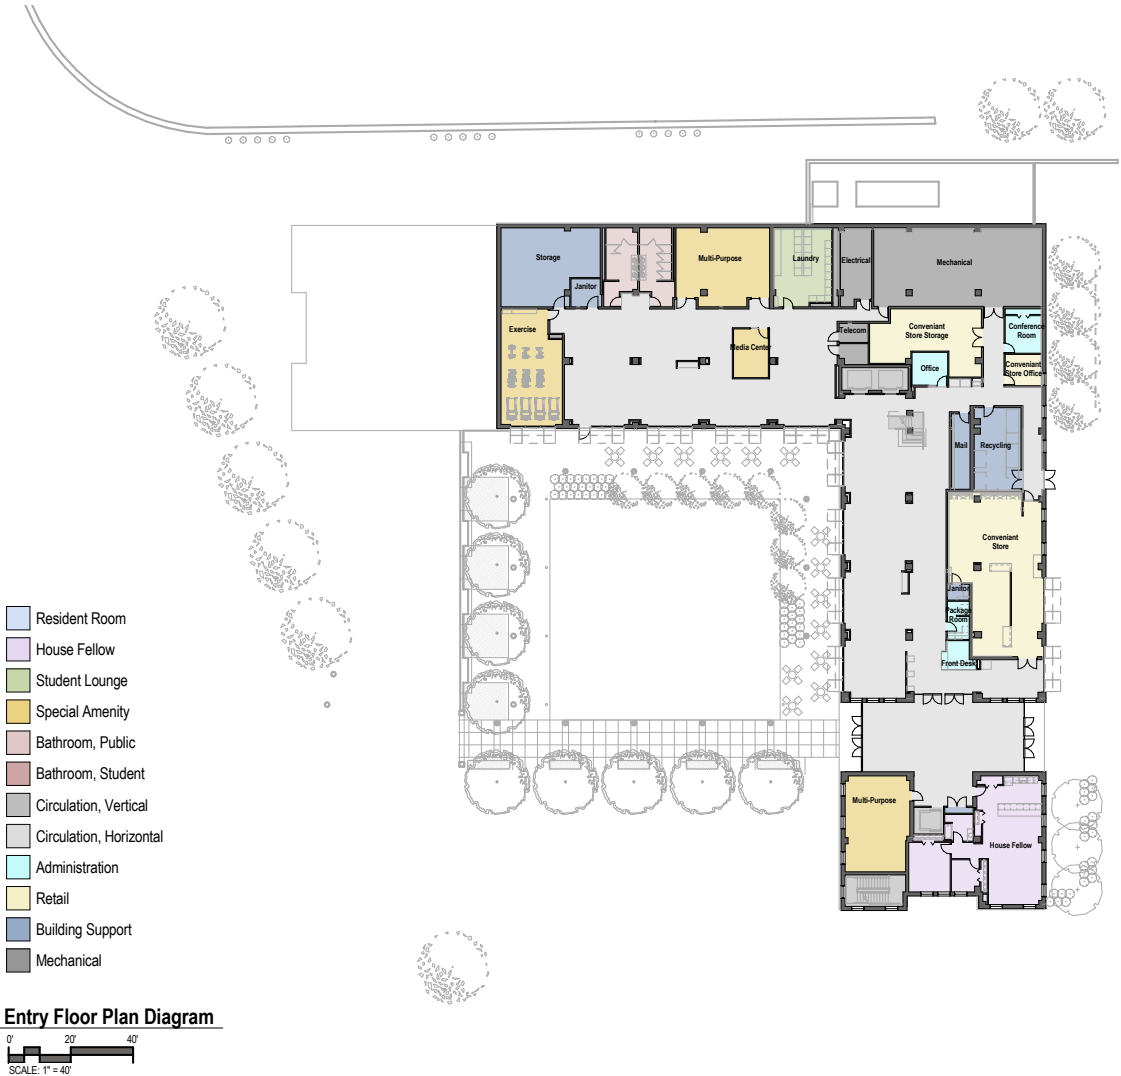 Storage
Janitor
Multi-Purpose
Laundry
Electrical
Mechanical
Exercise
Media Center
Telecom
Conveniant
Store Storage
Conference
Room
Office
Conveniant
Store Office
Mail
Recycling
Conveniant
Store
Janitor
Package
Room
Front Desk
Multi-Purpose
House Fellow
Resident Room
House Fellow
Student Lounge
Special Amenity
Bathroom, Public
Bathroom, Student
Circulation, Vertical
Circulation, Horizontal
Administration
Retail
Building Support
Mechanical
Entry Floor Plan Diagram
0' 20' 40'
SCALE: 1" = 40'